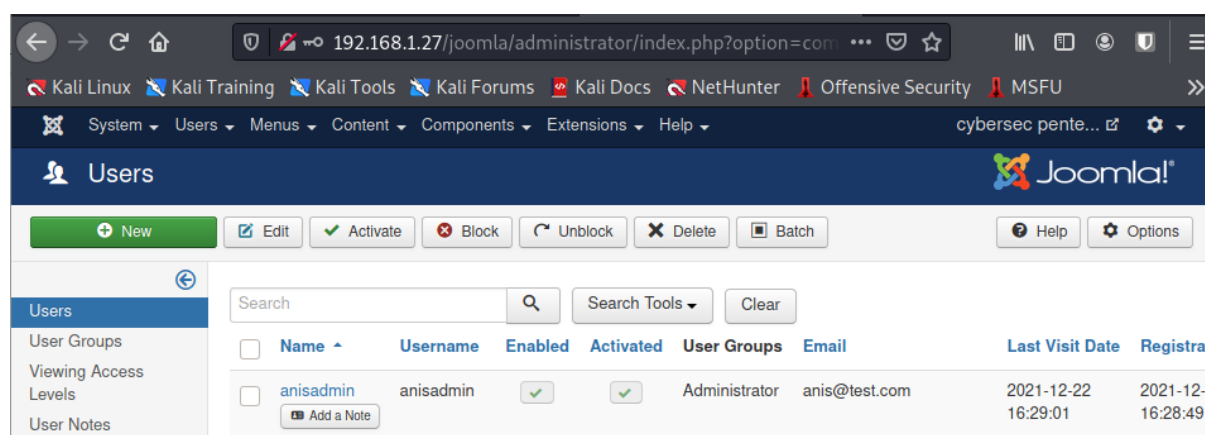 192.168.1.27/joomla/administrator/index.php?option=com
Kali Linux Kali Training Kali Tools Kali Forums Kali Docs NetHunter Offensive Security MSFU
System Users Menus Content Components Extensions Help cybersec pente...
Users Joomla!®
New Edit Activate Block Unblock Delete Batch Help Options
Search Search Tools Clear
Users
User Groups
Viewing Access
Levels
User Notes
Name Username Enabled Activated User Groups Email Last Visit Date Registra
anisadmin anisadmin Administrator anis@test.com 2021-12-22 2021-12-
Add a Note 16:29:01 16:28:49